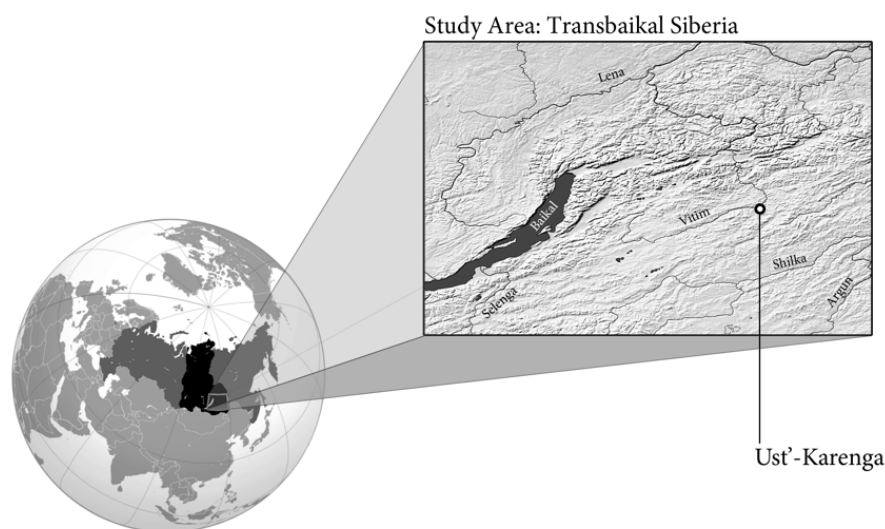 Study Area: Transbaikal Siberia
Lena
Baikal
Vitim
Shilka
Selenga
Argun
Ust’-Karenga